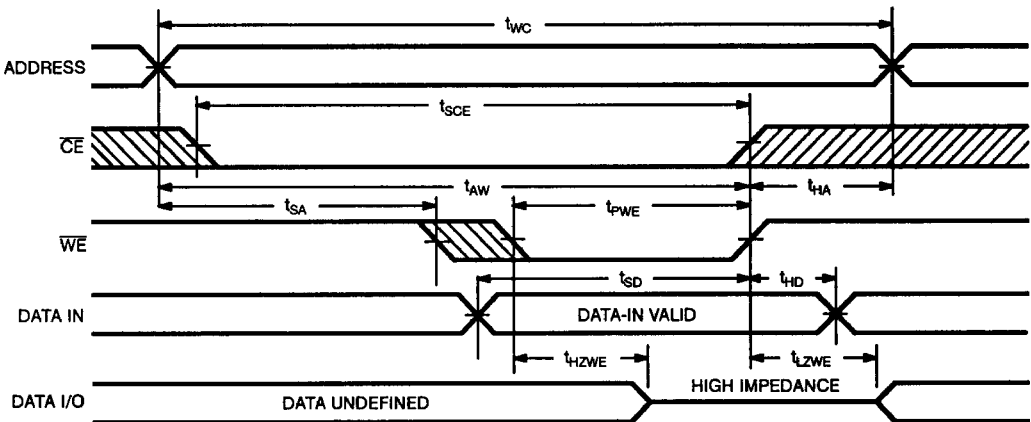 tWC
ADDRESS
tSCE
CE
tAW
tHA
tSA
tPWE
WE
tSD
tHD
DATA IN
DATA-IN VALID
tHZWE
tLZWE
HIGH IMPEDANCE
DATA I/O
DATA UNDEFINED